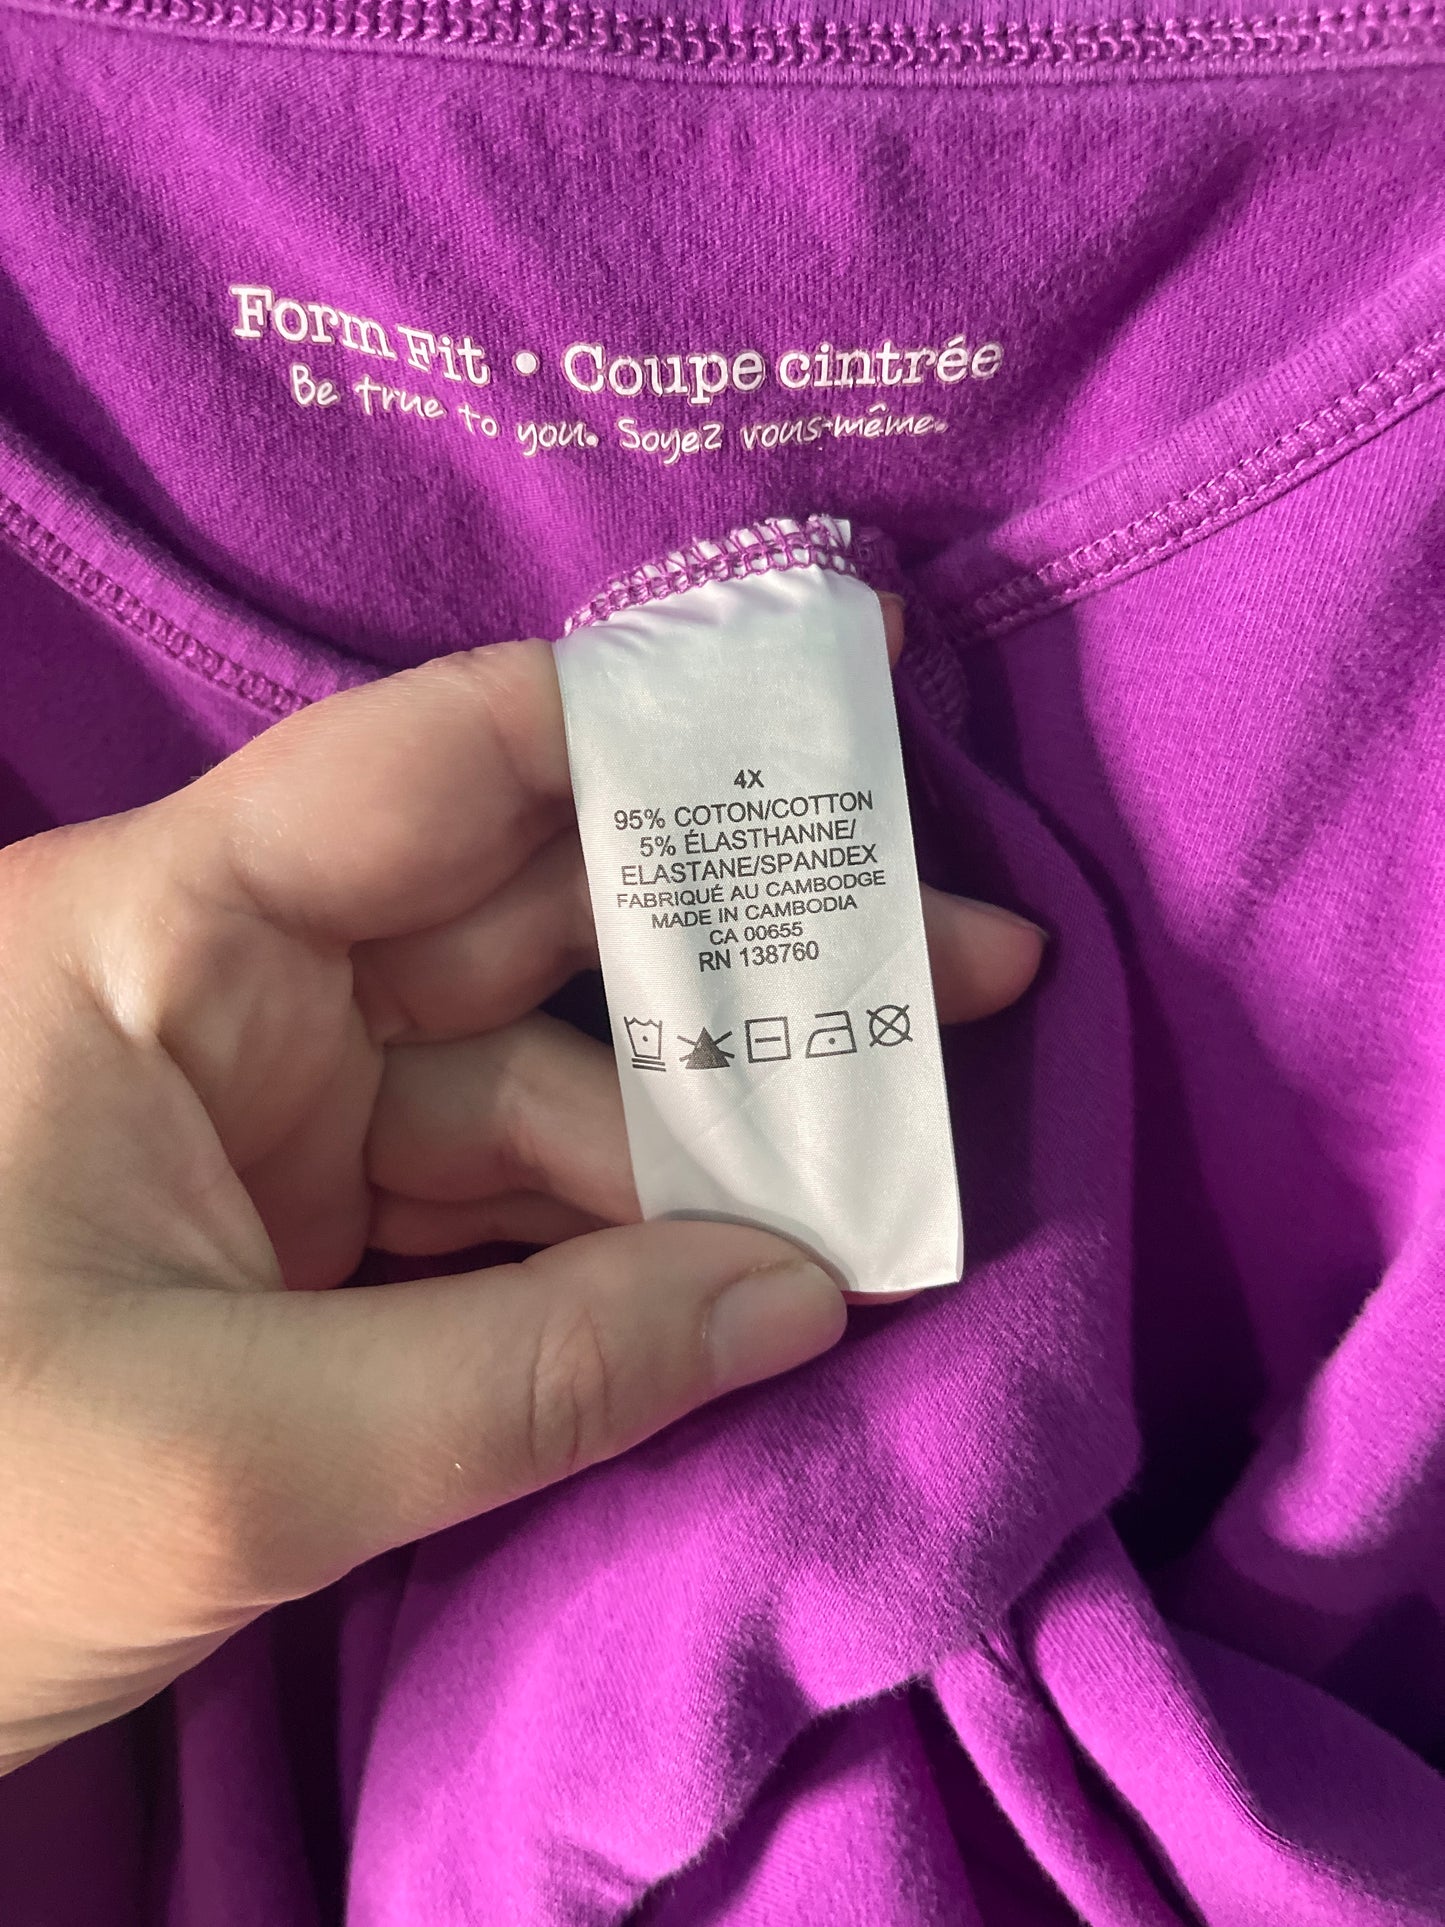 Form Fit • Coupe cintrée
Be true to you. Soyez vous-même.
4X
95% COTON/COTTON
5% ÉLASTHANNE/
ELASTANE/SPANDEX
FABRIQUÉ AU CAMBODGE
MADE IN CAMBODIA
CA 00655
RN 138760